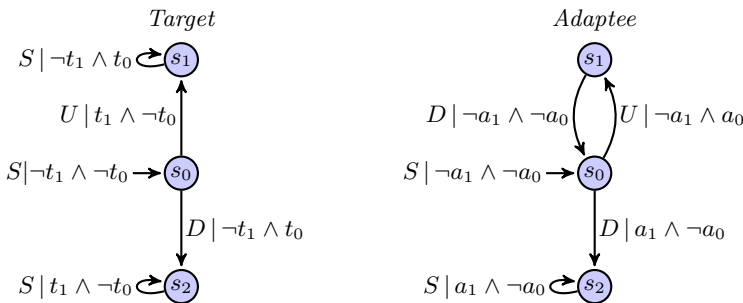 Target
Adaptee
S | ¬t₁ ∧ t₀
s₁
s₁
U | t₁ ∧ ¬t₀
D | ¬a₁ ∧ ¬a₀
U | ¬a₁ ∧ a₀
S|¬t₁ ∧ ¬t₀
s₀
S | ¬a₁ ∧ ¬a₀
s₀
D | ¬t₁ ∧ t₀
D | a₁ ∧ ¬a₀
S | t₁ ∧ ¬t₀
s₂
S | a₁ ∧ ¬a₀
s₂